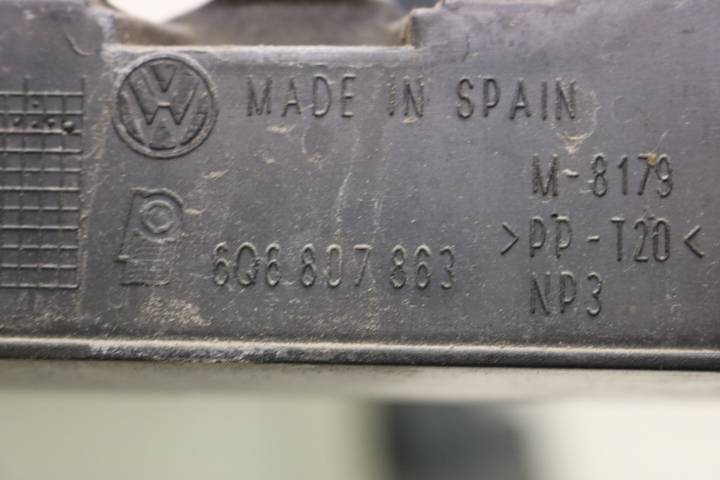 MADE IN SPAIN
M-8179
6Q6 807 863
>PP-T20<
NP3